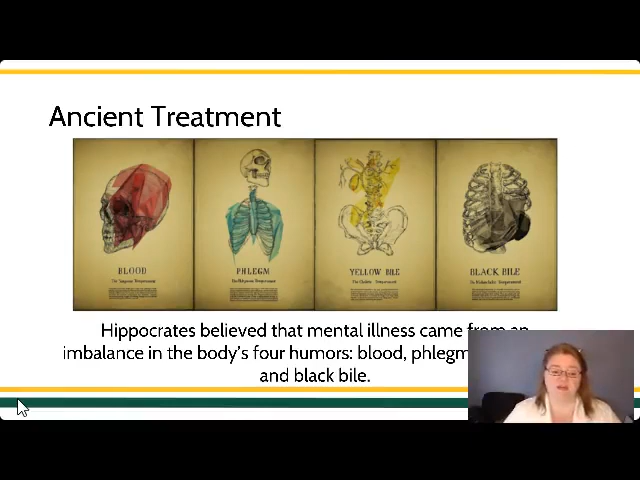 Ancient Treatment
BLOOD
PHLEGM
YELLOW BILE
BLACK BILE
Hippocrates believed that mental illness came from an
imbalance in the body's four humors: blood, phlegm
and black bile.